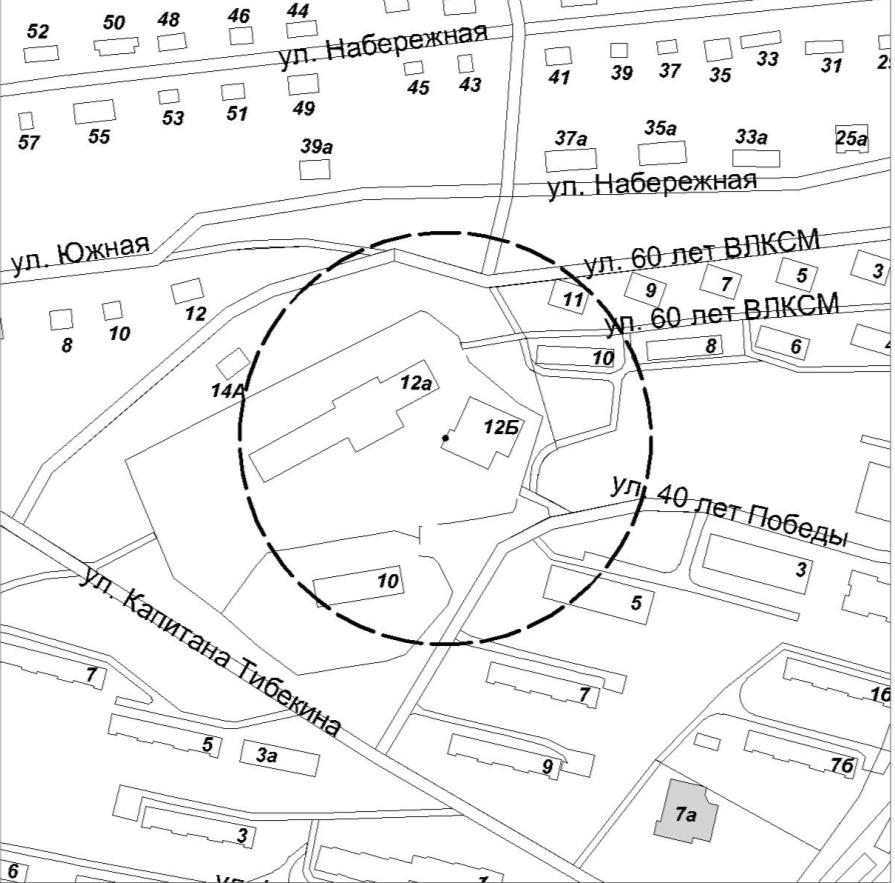 52
50
48
46
44
ул. Набережная
41
39
37
35
33
31
45
43
57
55
53
51
49
39а
37а
35а
33а
25а
ул. Набережная
ул. Южная
ул. 60 лет ВЛКСМ
11
9
7
5
3
8
10
12
ул. 60 лет ВЛКСМ
10
8
6
14А
12а
12Б
ул. 40 лет Победы
3
10
5
ул. Капитана Тибекина
7
7
16
5
3а
9
7б
7а
3
6